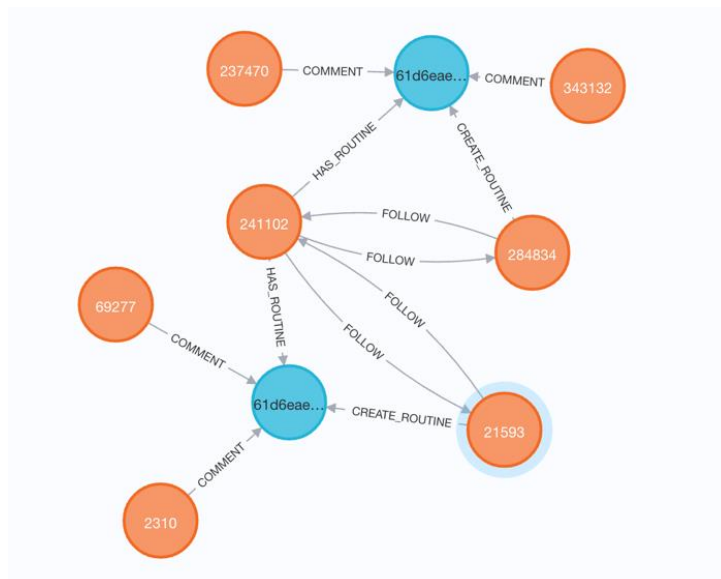 237470
COMMENT
61d6eae…
COMMENT
343132
HAS_ROUTINE
CREATE_ROUTINE
241102
FOLLOW
FOLLOW
284834
HAS_ROUTINE
69277
COMMENT
FOLLOW
FOLLOW
61d6eae…
CREATE_ROUTINE
21593
COMMENT
2310